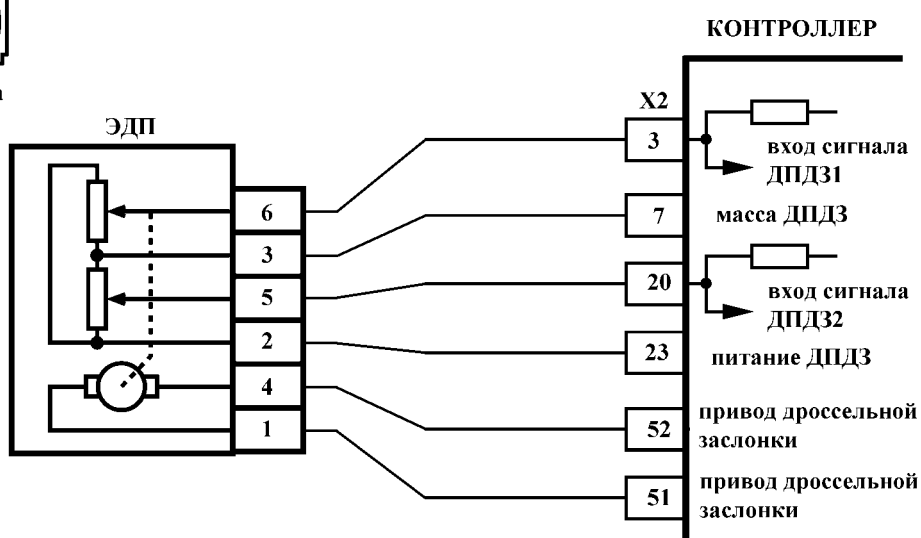 КОНТРОЛЛЕР
а
ЭДП
X2
3
вход сигнала
ДПДЗ1
6
7
масса ДПДЗ
3
5
20
вход сигнала
ДПДЗ2
2
23
питание ДПДЗ
4
52
привод дроссельной
заслонки
1
51
привод дроссельной
заслонки